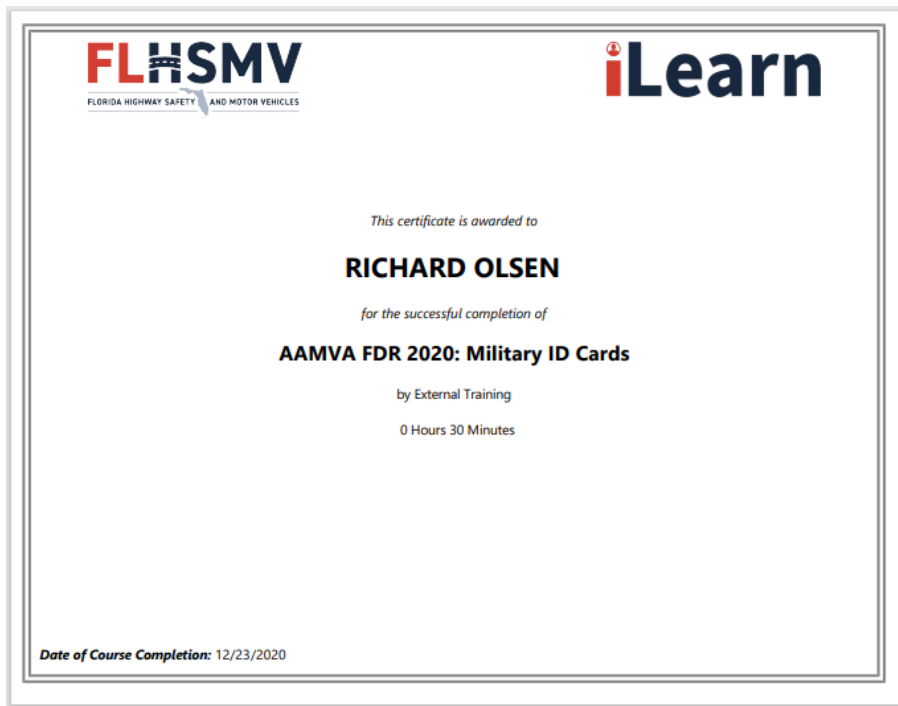 FLHSMV
FLORIDA HIGHWAY SAFETY AND MOTOR VEHICLES
iLearn
This certificate is awarded to
RICHARD OLSEN
for the successful completion of
AAMVA FDR 2020: Military ID Cards
by External Training
0 Hours 30 Minutes
Date of Course Completion: 12/23/2020